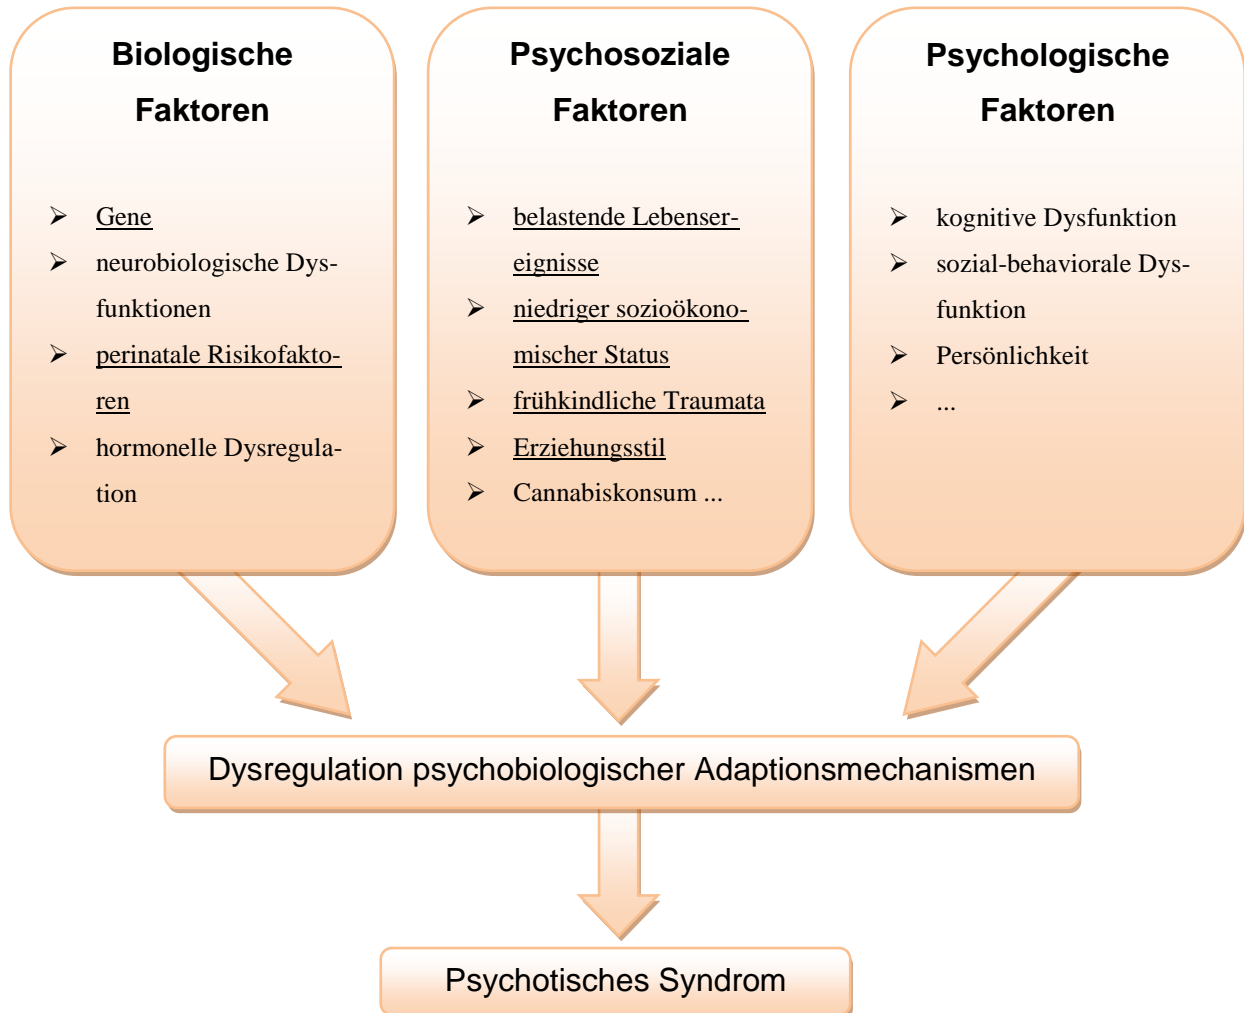 Biologische
Faktoren
➢ Gene
➢ neurobiologische Dys-
funktionen
➢ perinatale Risikofakto-
ren
➢ hormonelle Dysregula-
tion
Psychosoziale
Faktoren
➢ belastende Lebenser-
eignisse
➢ niedriger sozioökono-
mischer Status
➢ frühkindliche Traumata
➢ Erziehungsstil
➢ Cannabiskonsum ...
Psychologische
Faktoren
➢ kognitive Dysfunktion
➢ sozial-behaviorale Dys-
funktion
➢ Persönlichkeit
➢ ...
Dysregulation psychobiologischer Adaptionsmechanismen
Psychotisches Syndrom